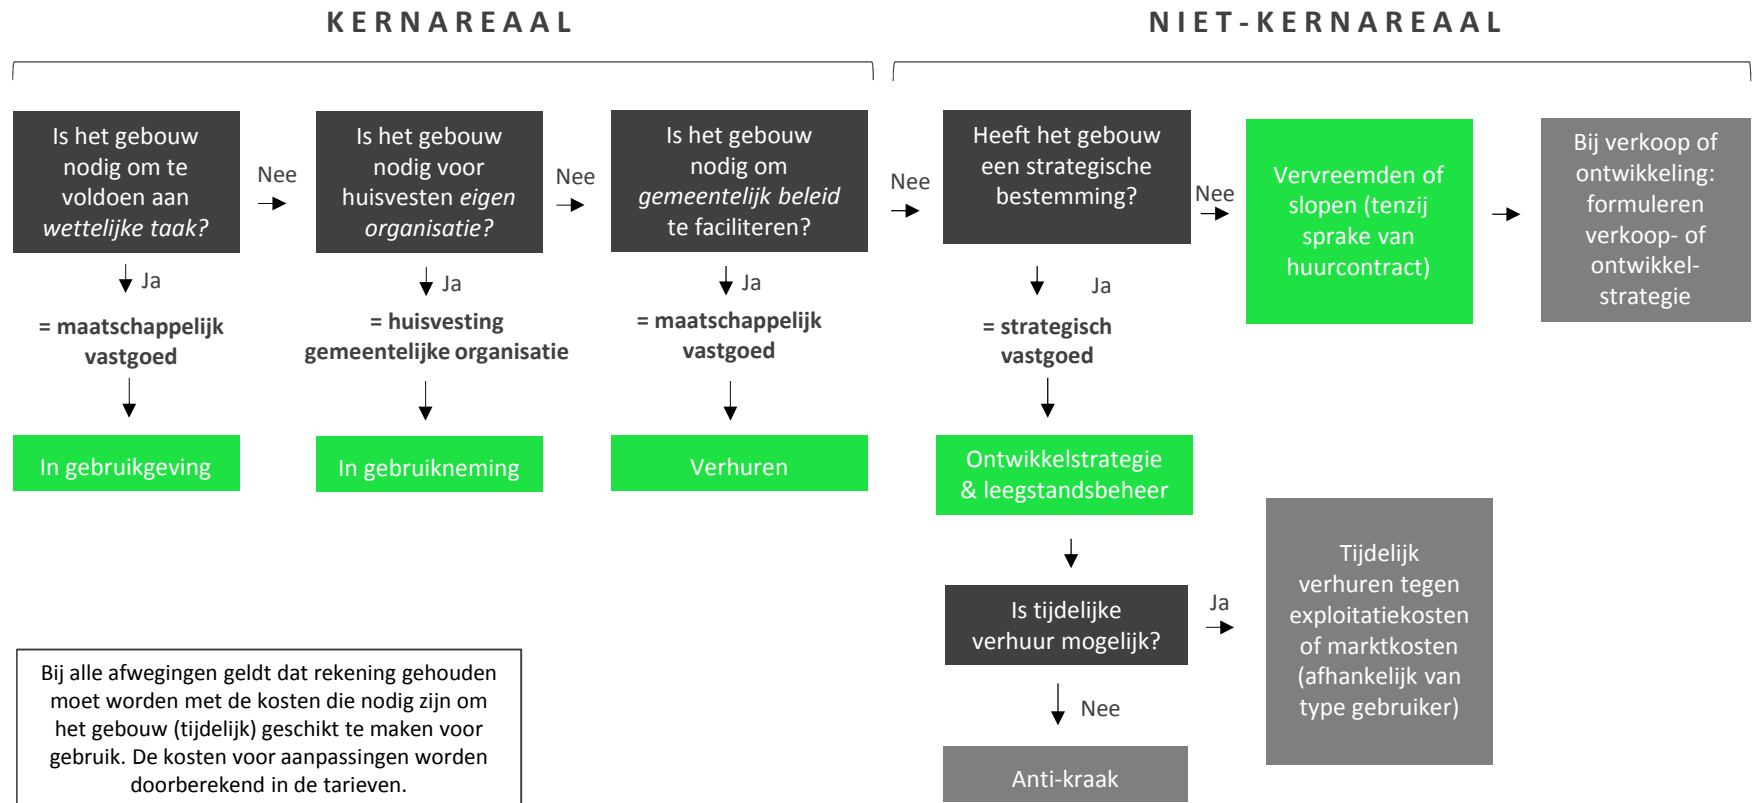 KERNAREAAL
NIET-KERNAREAAL
Is het gebouw
nodig om te
voldoen aan
wettelijke taak?
Nee
Is het gebouw
nodig voor
huisvesten eigen
organisatie?
Nee
Is het gebouw
nodig om
gemeentelijk beleid
te faciliteren?
Nee
Heeft het gebouw
een strategische
bestemming?
Nee
Vervreemden of
slopen (tenzij
sprake van
huurcontract)
Bij verkoop of
ontwikkeling:
formuleren
verkoop- of
ontwikkel-
strategie
Ja
= maatschappelijk
vastgoed
In gebruikgeving
Ja
= huisvesting
gemeentelijke organisatie
In gebruikneming
Ja
= maatschappelijk
vastgoed
Verhuren
Ja
= strategisch
vastgoed
Ontwikkelstrategie
& leegstandsbeheer
Is tijdelijke
verhuur mogelijk?
Ja
Tijdelijk
verhuren tegen
exploitatiekosten
of marktkosten
(afhankelijk van
type gebruiker)
Nee
Anti-kraak
Bij alle afwegingen geldt dat rekening gehouden
moet worden met de kosten die nodig zijn om
het gebouw (tijdelijk) geschikt te maken voor
gebruik. De kosten voor aanpassingen worden
doorberekend in de tarieven.